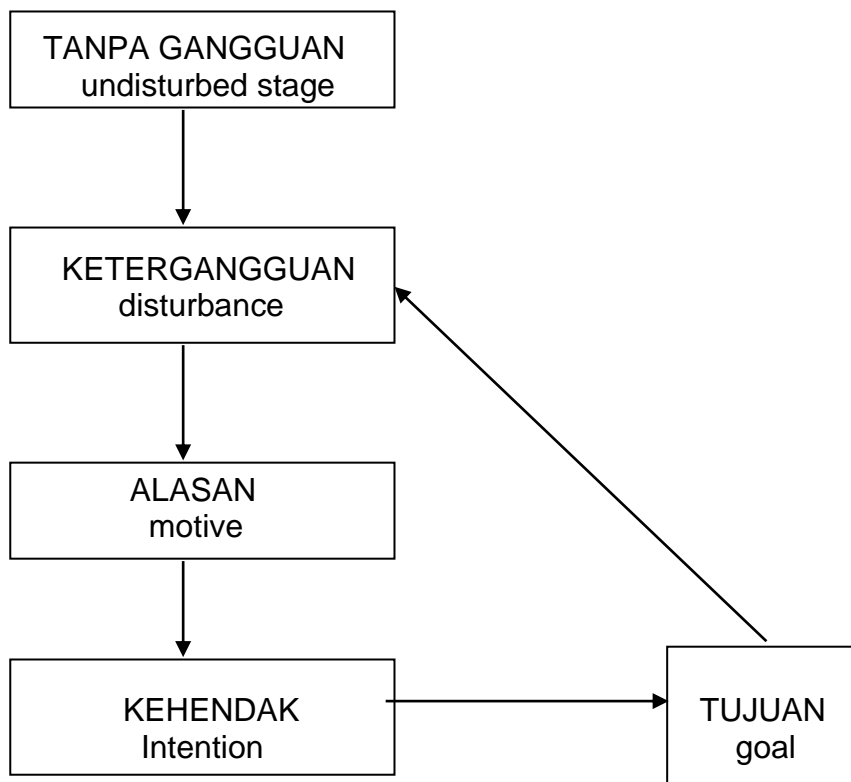 TANPA GANGGUAN
undisturbed stage
KETERGANGGUAN
disturbance
ALASAN
motive
KEHENDAK
Intention
TUJUAN
goal